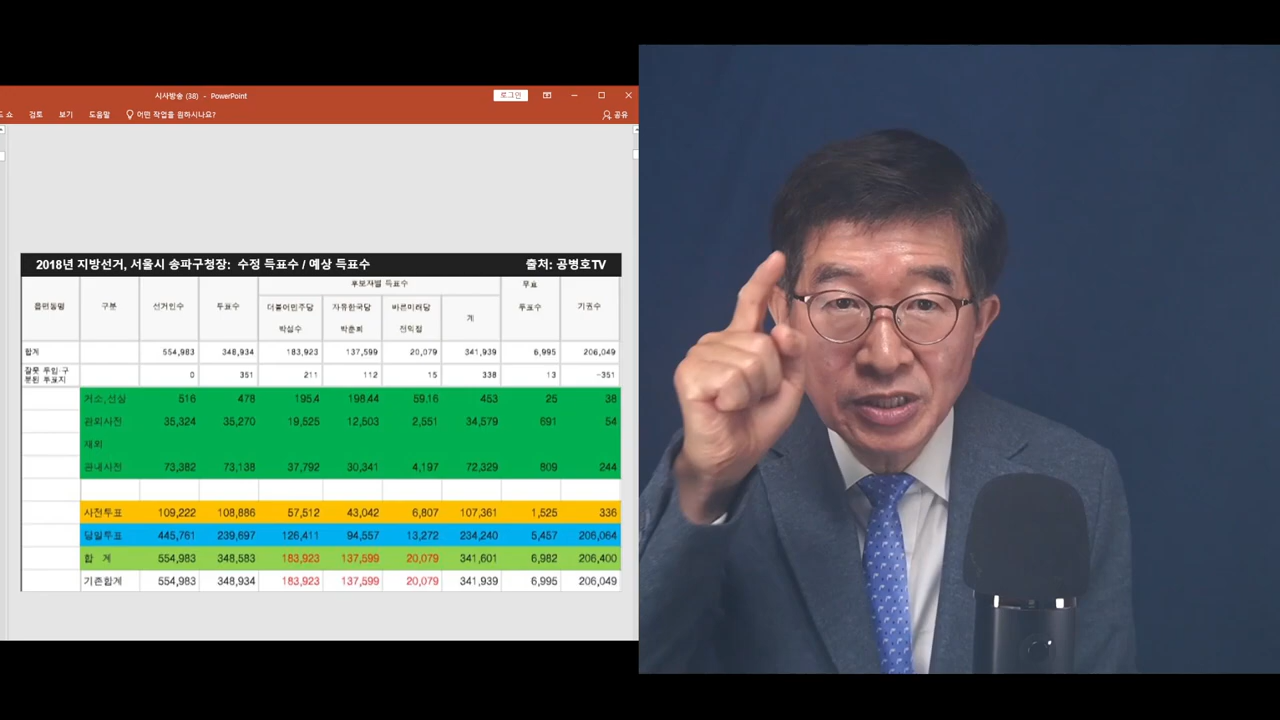 시사방송 (38) - PowerPoint
로그인
드 쇼 검토 보기 도움말 어떤 작업을 원하시나요? 공유
2018년 지방선거, 서울시 송파구청장: 수정 득표수 / 예상 득표수 출처: 공병호TV
읍면동명 구분 선거인수 투표수 후보자별 득표수 무효 투표수 기권수
더불어민주당 자유한국당 바른미래당 계
박성수 박춘희
합계 554,983 348,934 183,923 137,599 20,079 341,939 6,995 206,049
잘못 투입·구
분된 투표지 0 351 211 112 15 338 13 -351
거소,선상 516 478 195.4 198.44 59.16 453 25 38
관외사전 35,324 35,270 19,525 12,503 2,551 34,579 691 54
재외
관내사전 73,382 73,138 37,792 30,341 4,197 72,329 809 244
사전투표 109,222 108,886 57,512 43,042 6,807 107,361 1,525 336
당일투표 445,761 239,697 126,411 94,557 13,272 234,240 5,457 206,064
합 계 554,983 348,583 183,923 137,599 20,079 341,601 6,982 206,400
기존합계 554,983 348,934 183,923 137,599 20,079 341,939 6,995 206,049